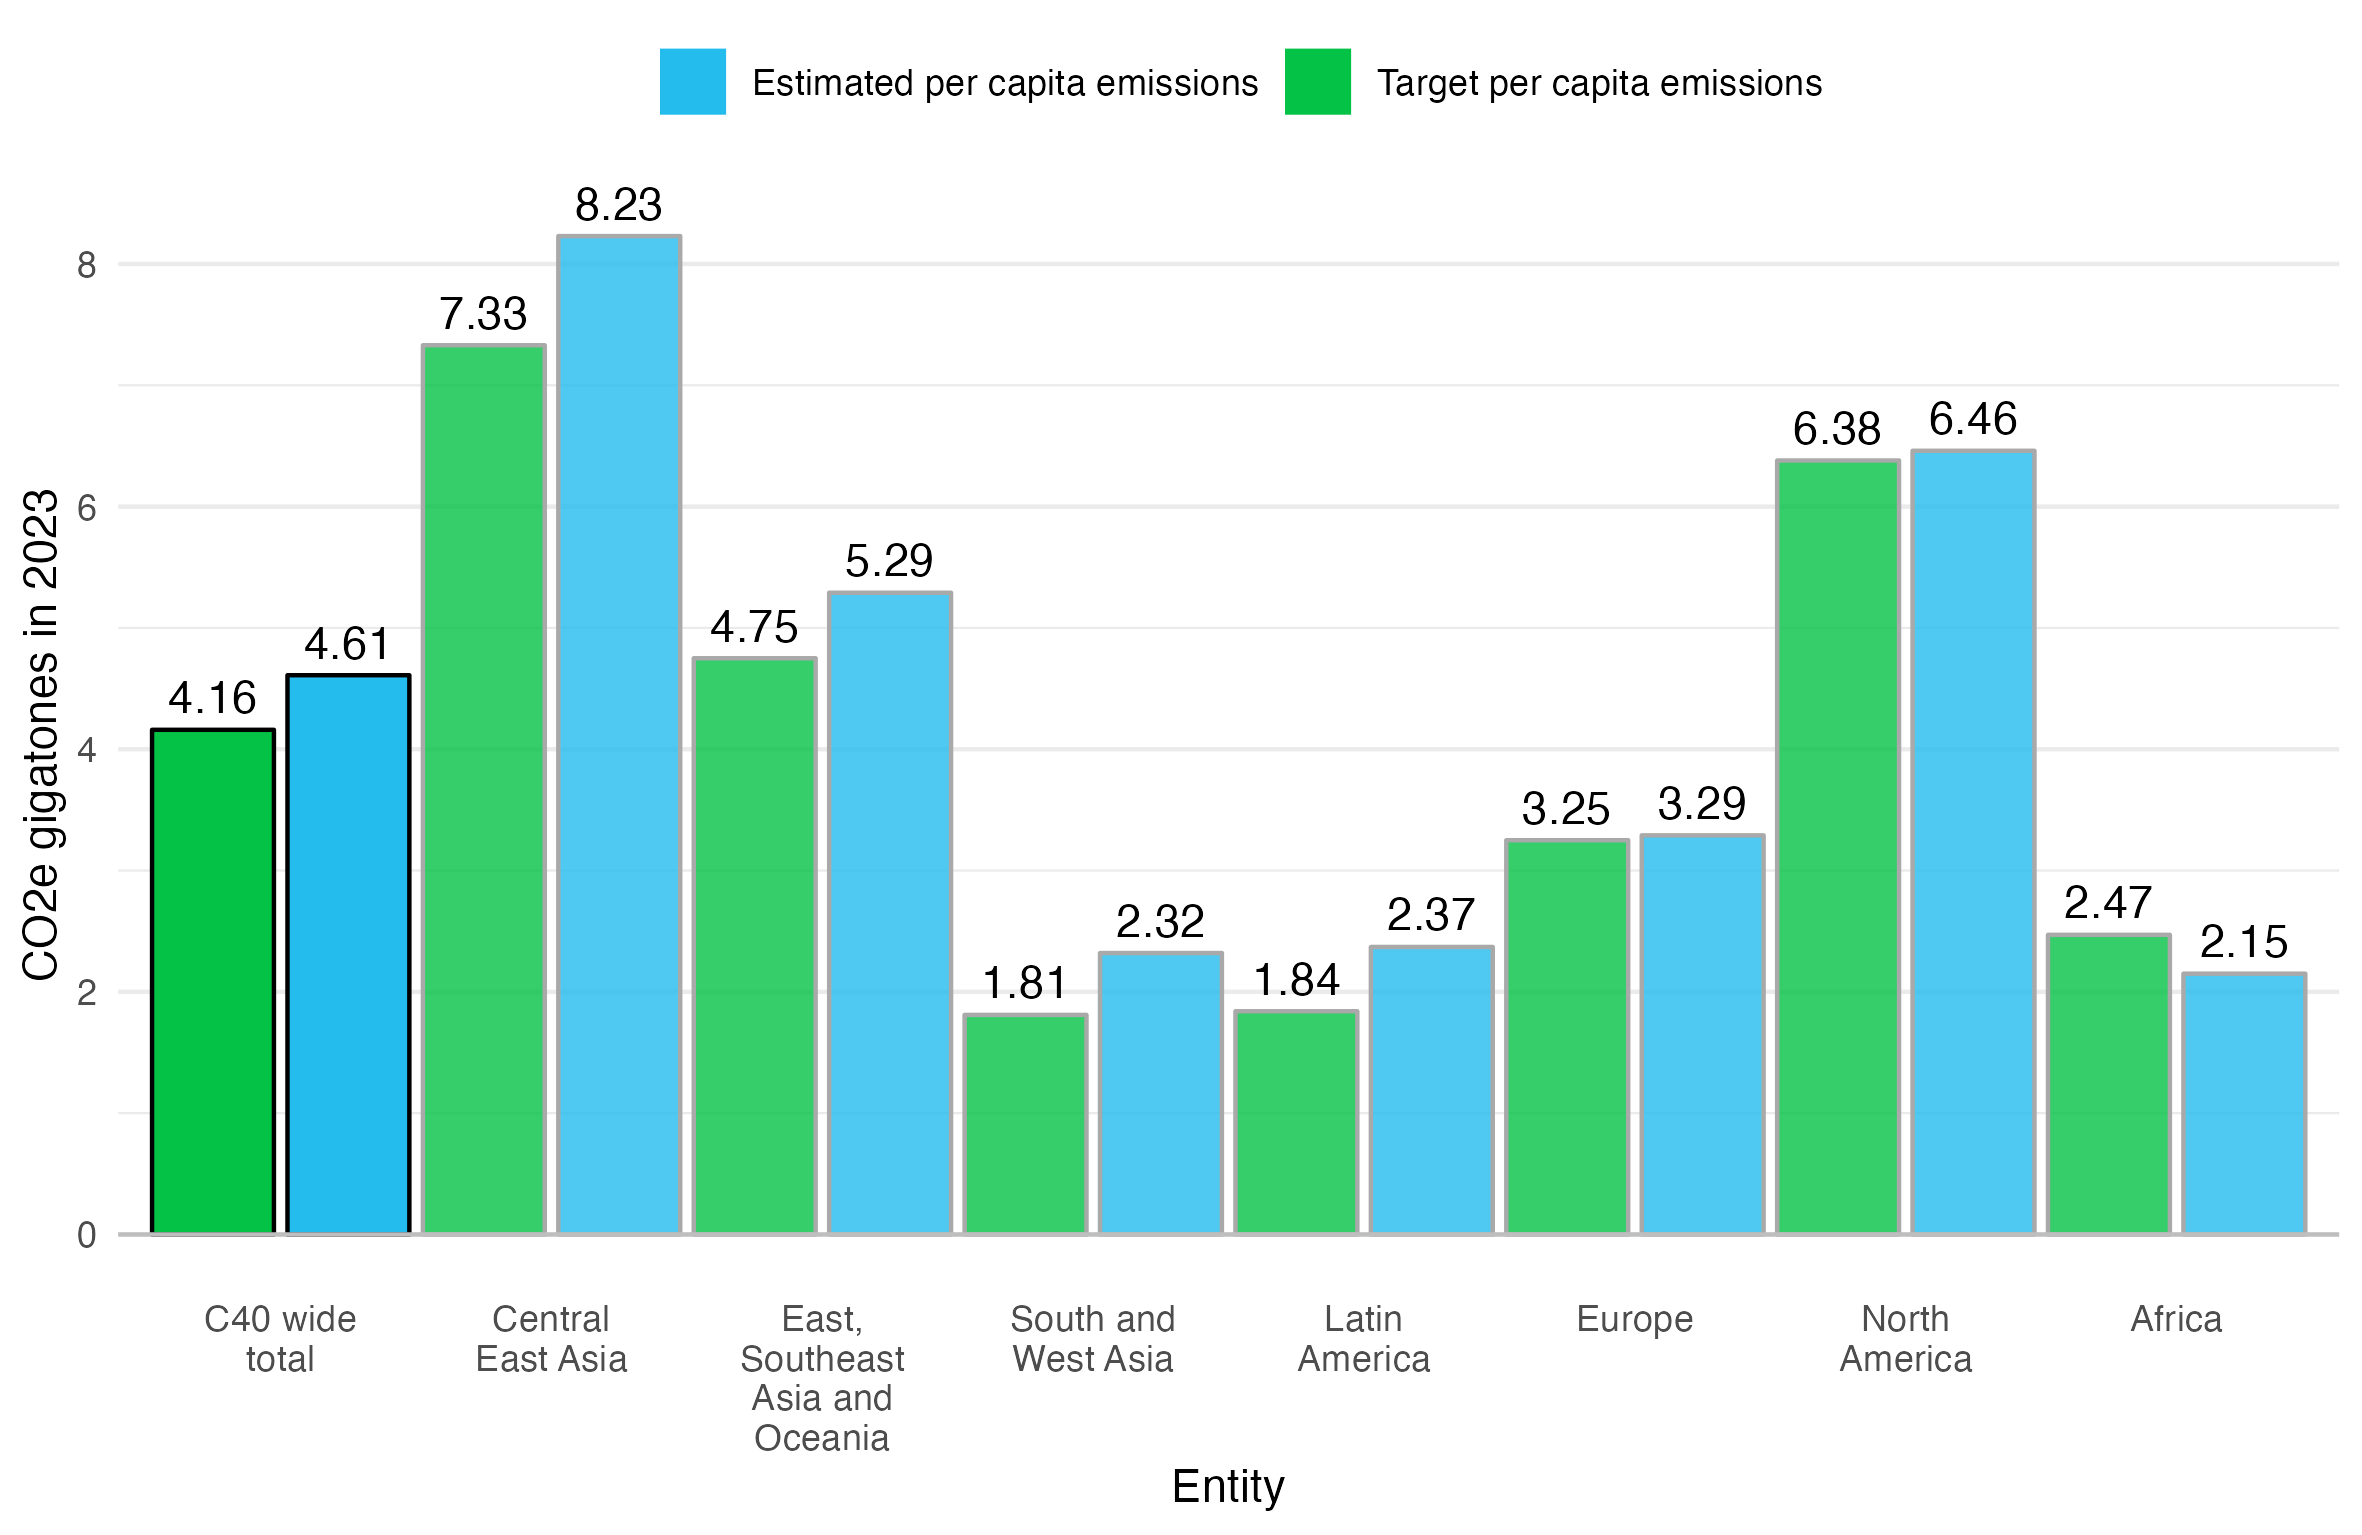 Estimated per capita emissions
Target per capita emissions
CO2e gigatones in 2023
8
6
4
2
0
4.16
4.61
7.33
8.23
4.75
5.29
1.81
2.32
1.84
2.37
3.25
3.29
6.38
6.46
2.47
2.15
C40 wide
total
Central
East Asia
East,
Southeast
Asia and
Oceania
South and
West Asia
Latin
America
Europe
North
America
Africa
Entity